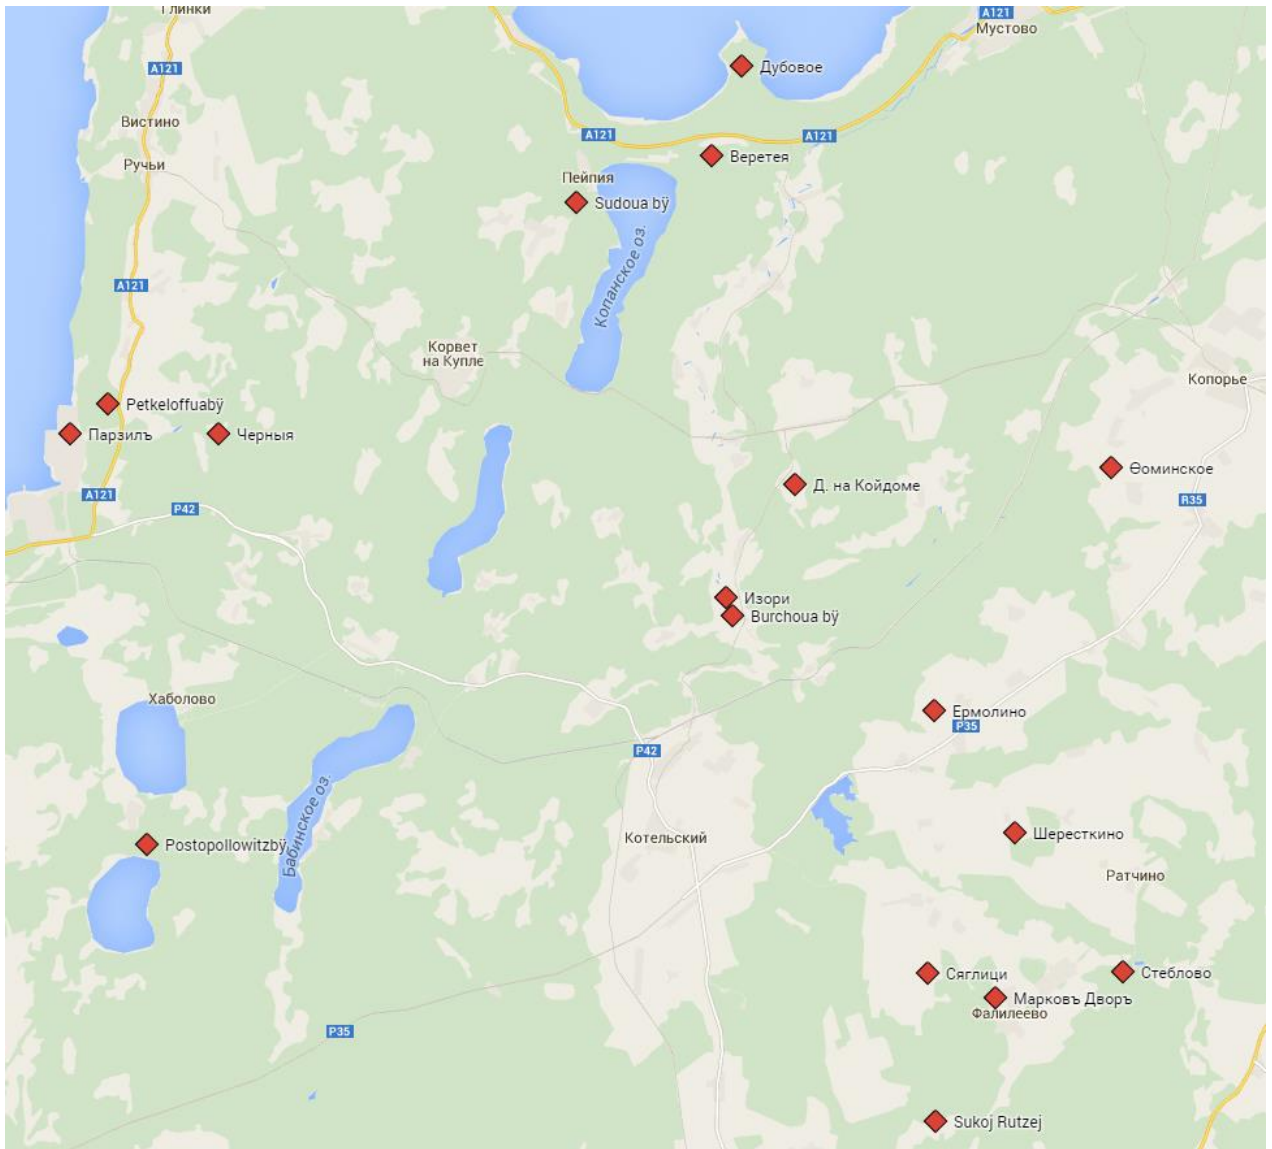 Глинки
A121
Мустово
A121
Дубовое
Вистино
A121
A121
Ручьи
Веретея
Пейпия
Sudoua bÿ
Копанское оз.
A121
Корвет
на Купле
Копорье
Petkeloffuabÿ
Парзилъ
Черныя
Ѳоминское
Д. на Койдоме
A121
P42
R35
Изори
Burchoua bÿ
Хаболово
Ермолино
P35
P42
Бабинское оз.
Котельский
Шересткино
Postopollowitzbÿ
Ратчино
Сяглици
Стеблово
Марковъ Дворъ
Фалилеево
P35
Sukoj Rutzej